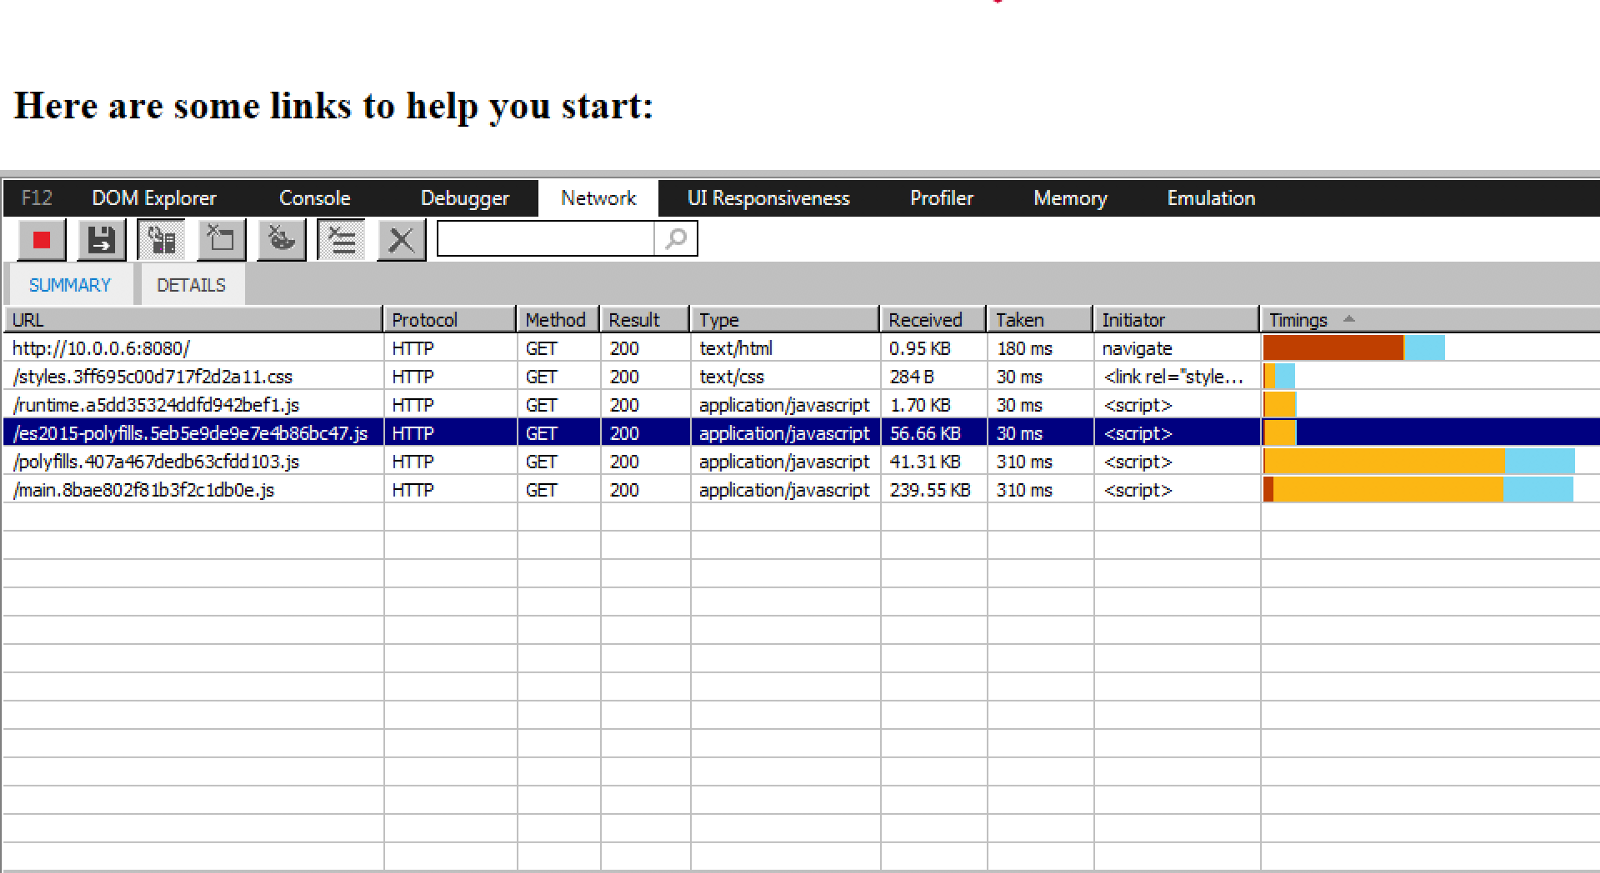 Here are some links to help you start:
F12 DOM Explorer Console Debugger Network UI Responsiveness Profiler Memory Emulation
SUMMARY DETAILS
URL Protocol Method Result Type Received Taken Initiator Timings
http://10.0.0.6:8080/ HTTP GET 200 text/html 0.95 KB 180 ms navigate
/styles.3ff695c00d717f2d2a11.css HTTP GET 200 text/css 284 B 30 ms <link rel="style...
/runtime.a5dd35324ddfd942bef1.js HTTP GET 200 application/javascript 1.70 KB 30 ms <script>
/es2015-polyfills.5eb5e9de9e7e4b86bc47.js HTTP GET 200 application/javascript 56.66 KB 30 ms <script>
/polyfills.407a467dedb63cfdd103.js HTTP GET 200 application/javascript 41.31 KB 310 ms <script>
/main.8bae802f81b3f2c1db0e.js HTTP GET 200 application/javascript 239.55 KB 310 ms <script>